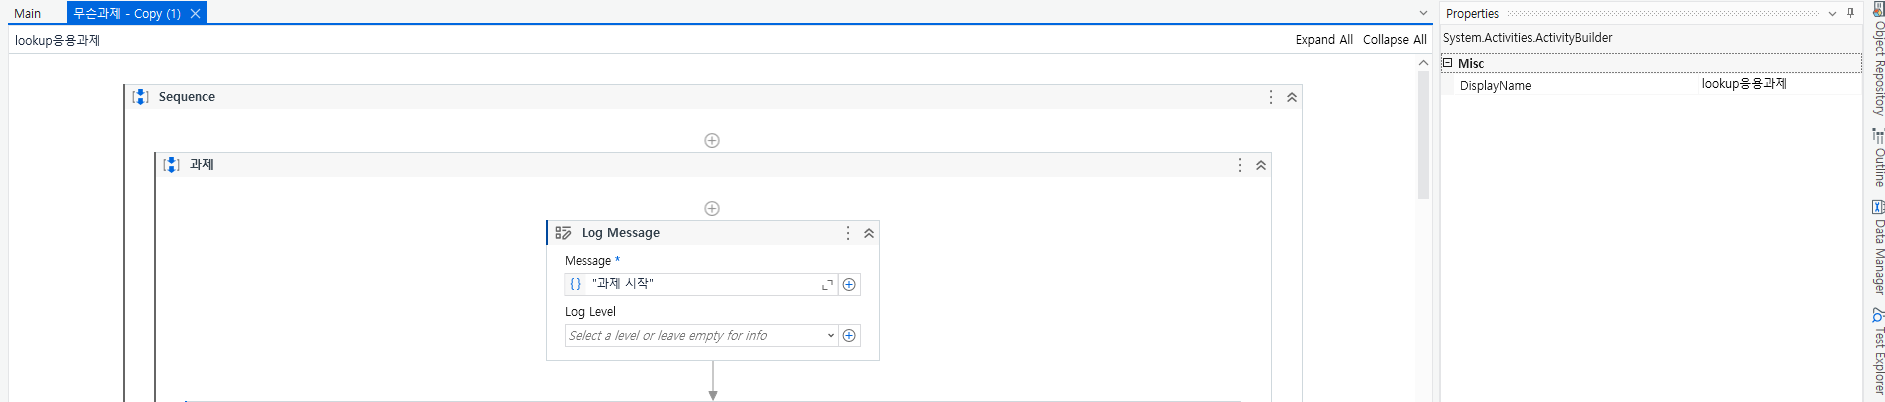 Main
무슨과제 - Copy (1)
lookup응용과제
Expand All
Collapse All
Sequence
과제
Log Message
Message *
{} "과제 시작"
Log Level
Select a level or leave empty for info
Properties
System.Activities.ActivityBuilder
Misc
DisplayName
lookup응용과제
Object Repository
Outline
Data Manager
Test Explorer